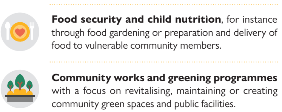 Food security and child nutrition, for instance
through food gardening or preparation and delivery of
food to vulnerable community members.
Community works and greening programmes
with a focus on revitalising, maintaining or creating
community green spaces and public facilities.